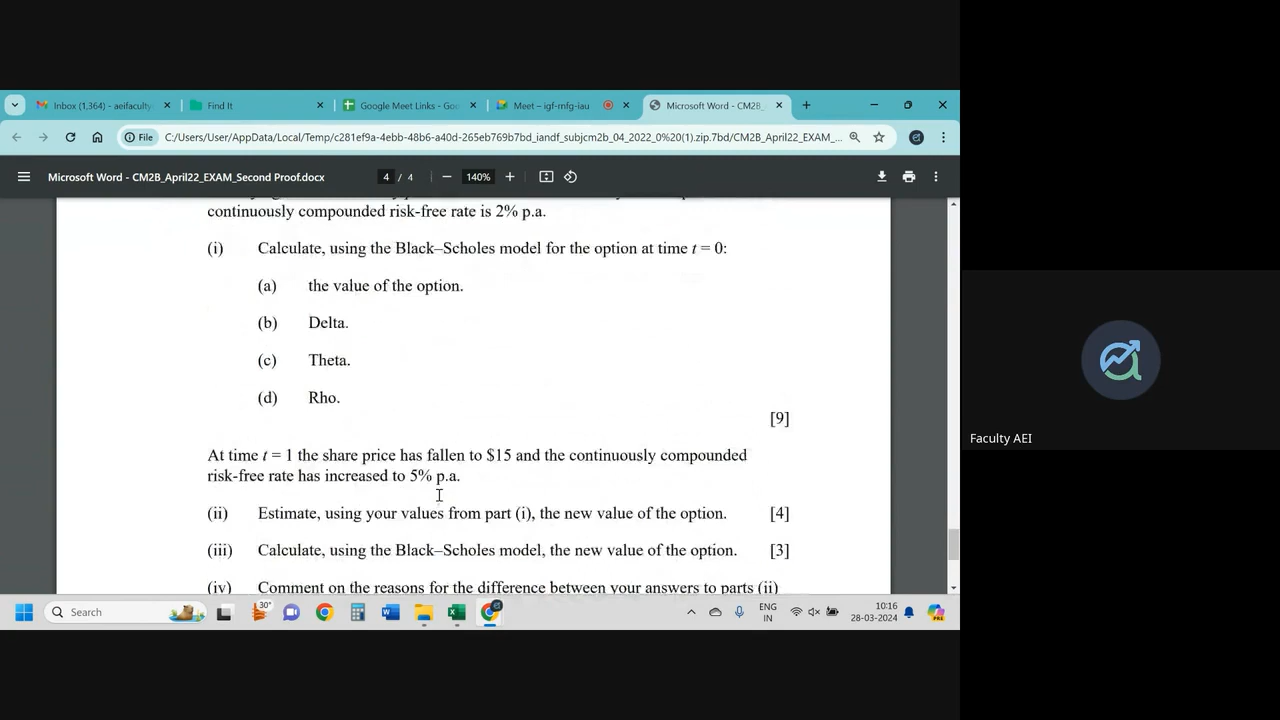 Inbox (1,364) - aeifaculty
Find It
Google Meet Links - Goo
Meet – igf-rnfg-iau
Microsoft Word - CM2B_
File
C:/Users/User/AppData/Local/Temp/c281ef9a-4ebb-48b6-a40d-265eb769b7bd_iandf_subjcm2b_04_2022_0%20(1).zip.7bd/CM2B_April22_EXAM_...
Microsoft Word - CM2B_April22_EXAM_Second Proof.docx
4 / 4
140%
continuously compounded risk-free rate is 2% p.a.
(i) Calculate, using the Black–Scholes model for the option at time t = 0:
(a) the value of the option.
(b) Delta.
(c) Theta.
(d) Rho.
[9]
At time t = 1 the share price has fallen to $15 and the continuously compounded
risk-free rate has increased to 5% p.a.
(ii) Estimate, using your values from part (i), the new value of the option. [4]
(iii) Calculate, using the Black–Scholes model, the new value of the option. [3]
(iv) Comment on the reasons for the difference between your answers to parts (ii)
Search
30°
ENG
IN
10:16
28-03-2024
Faculty AEI